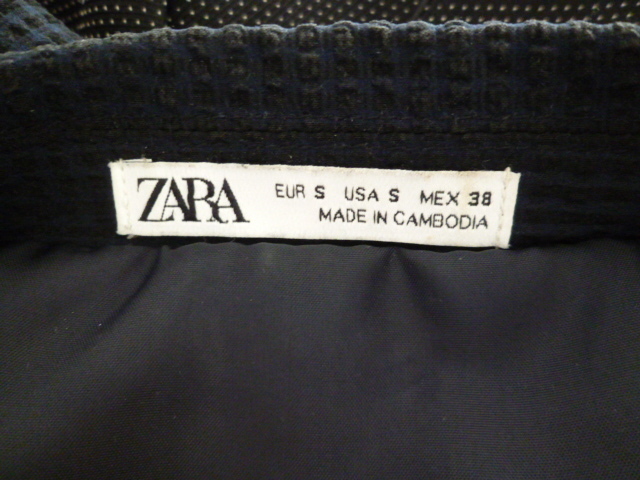 ZARA
EUR S USA S MEX 38
MADE IN CAMBODIA